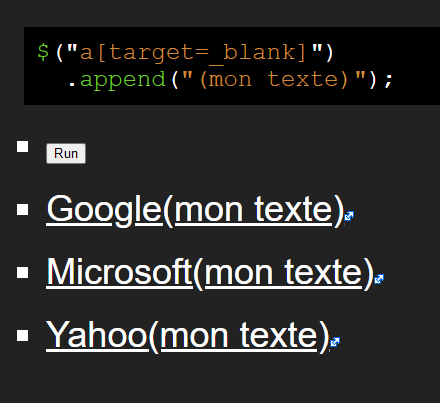 $("a[target=_blank]")
.append("(mon texte)");
Run
Google(mon texte)
Microsoft(mon texte)
Yahoo(mon texte)